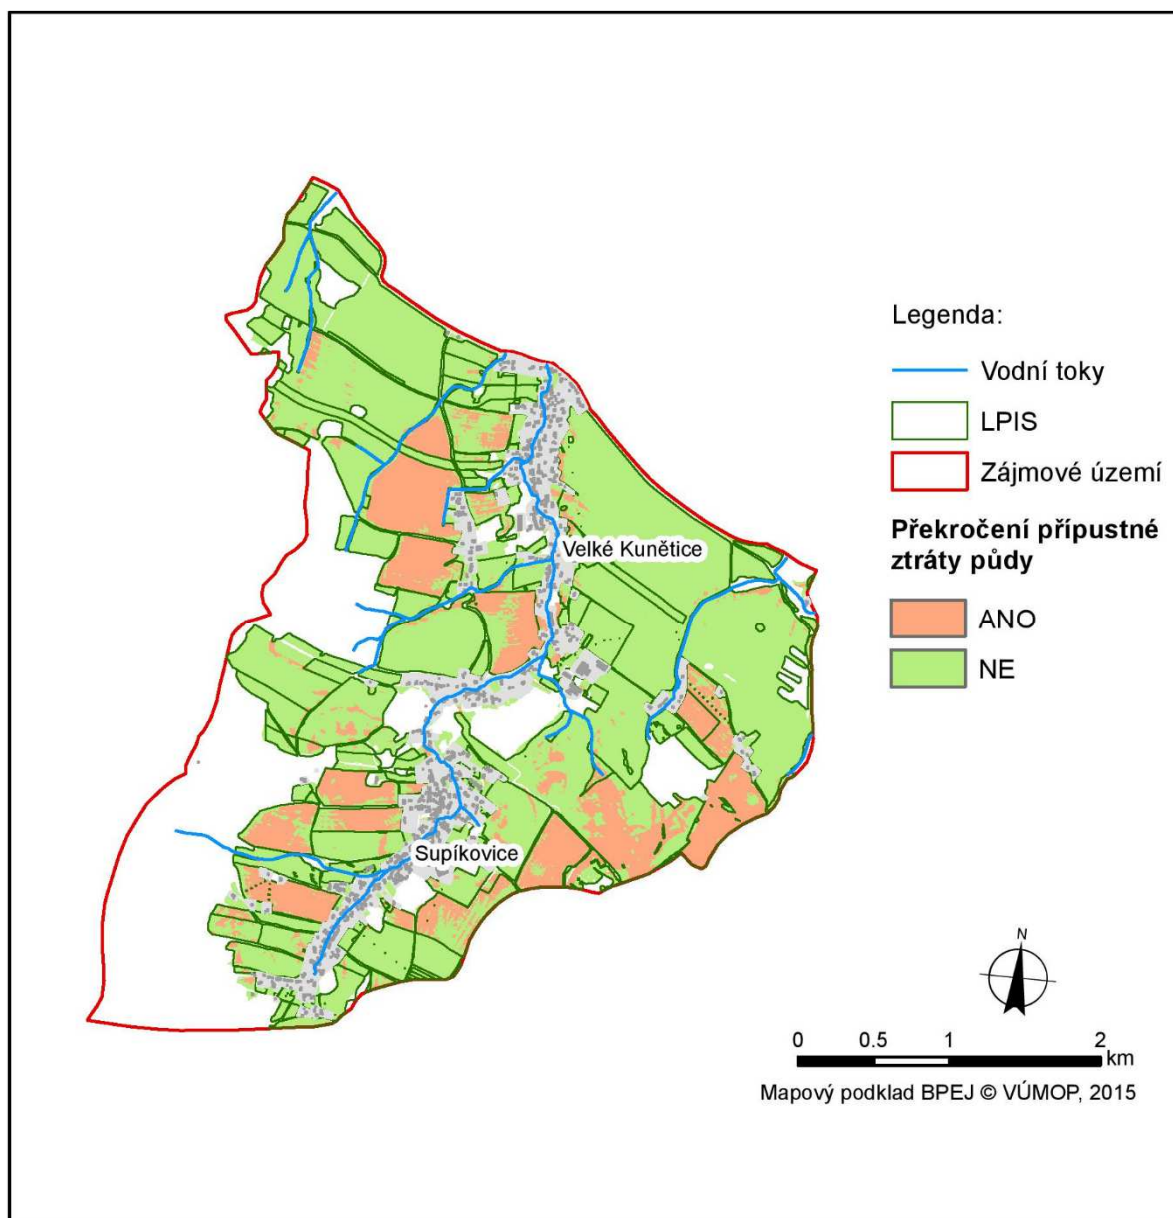 Legenda:
Vodní toky
LPIS
Zájmové území
Překročení přípustné
ztráty půdy
ANO
NE
Velké Kunětice
Supíkovice
N
0 0.5 1 2
km
Mapový podklad BPEJ © VÚMOP, 2015